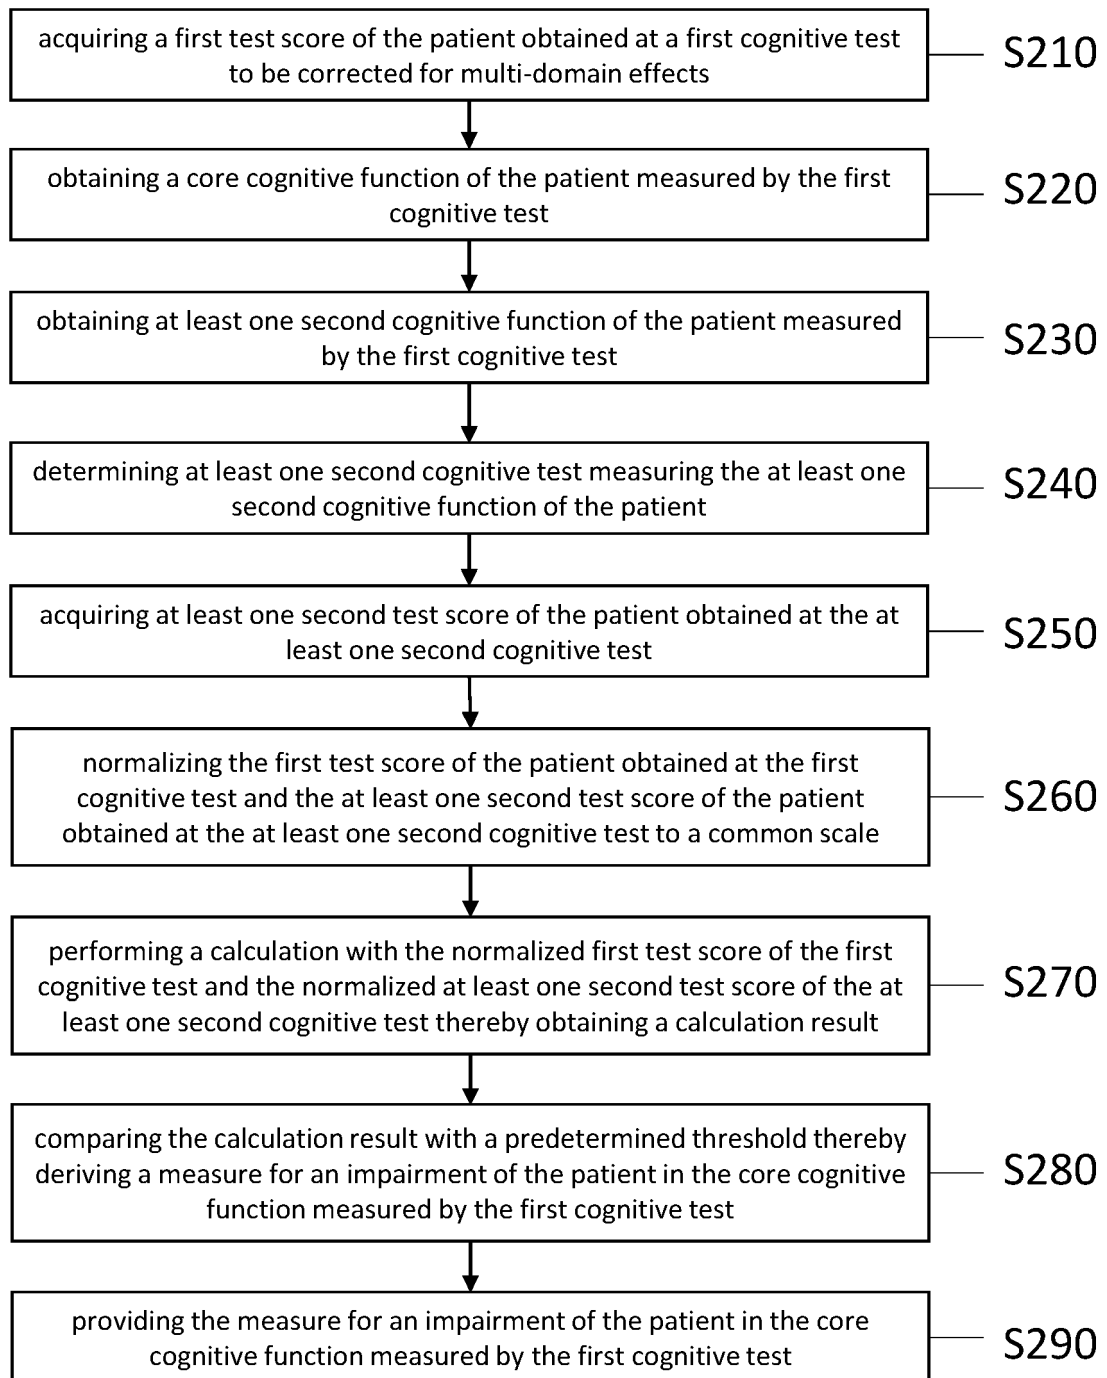 acquiring a first test score of the patient obtained at a first cognitive test
to be corrected for multi-domain effects
S210
obtaining a core cognitive function of the patient measured by the first
cognitive test
S220
obtaining at least one second cognitive function of the patient measured
by the first cognitive test
S230
determining at least one second cognitive test measuring the at least one
second cognitive function of the patient
S240
acquiring at least one second test score of the patient obtained at the at
least one second cognitive test
S250
normalizing the first test score of the patient obtained at the first
cognitive test and the at least one second test score of the patient
obtained at the at least one second cognitive test to a common scale
S260
performing a calculation with the normalized first test score of the first
cognitive test and the normalized at least one second test score of the at
least one second cognitive test thereby obtaining a calculation result
S270
comparing the calculation result with a predetermined threshold thereby
deriving a measure for an impairment of the patient in the core cognitive
function measured by the first cognitive test
S280
providing the measure for an impairment of the patient in the core
cognitive function measured by the first cognitive test
S290